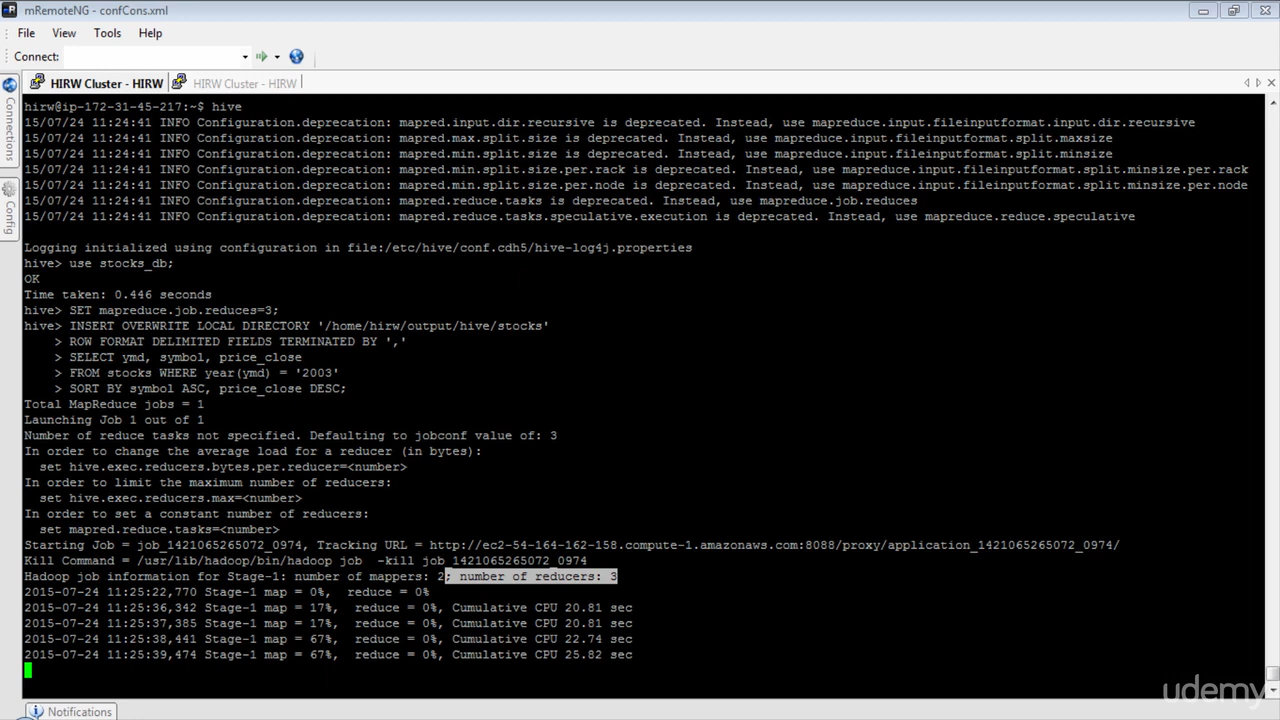 mRemoteNG - confCons.xml
File View Tools Help
Connect:
HIRW Cluster - HIRW HIRW Cluster - HIRW
Connections
Config
hirw@ip-172-31-45-217:~$ hive
15/07/24 11:24:41 INFO Configuration.deprecation: mapred.input.dir.recursive is deprecated. Instead, use mapreduce.input.fileinputformat.input.dir.recursive
15/07/24 11:24:41 INFO Configuration.deprecation: mapred.max.split.size is deprecated. Instead, use mapreduce.input.fileinputformat.split.maxsize
15/07/24 11:24:41 INFO Configuration.deprecation: mapred.min.split.size is deprecated. Instead, use mapreduce.input.fileinputformat.split.minsize
15/07/24 11:24:41 INFO Configuration.deprecation: mapred.min.split.size.per.rack is deprecated. Instead, use mapreduce.input.fileinputformat.split.minsize.per.rack
15/07/24 11:24:41 INFO Configuration.deprecation: mapred.min.split.size.per.node is deprecated. Instead, use mapreduce.input.fileinputformat.split.minsize.per.node
15/07/24 11:24:41 INFO Configuration.deprecation: mapred.reduce.tasks is deprecated. Instead, use mapreduce.job.reduces
15/07/24 11:24:41 INFO Configuration.deprecation: mapred.reduce.tasks.speculative.execution is deprecated. Instead, use mapreduce.reduce.speculative
Logging initialized using configuration in file:/etc/hive/conf.cdh5/hive-log4j.properties
hive> use stocks_db;
OK
Time taken: 0.446 seconds
hive> SET mapreduce.job.reduces=3;
hive> INSERT OVERWRITE LOCAL DIRECTORY '/home/hirw/output/hive/stocks'
> ROW FORMAT DELIMITED FIELDS TERMINATED BY ','
> SELECT ymd, symbol, price_close
> FROM stocks WHERE year(ymd) = '2003'
> SORT BY symbol ASC, price_close DESC;
Total MapReduce jobs = 1
Launching Job 1 out of 1
Number of reduce tasks not specified. Defaulting to jobconf value of: 3
In order to change the average load for a reducer (in bytes):
set hive.exec.reducers.bytes.per.reducer=<number>
In order to limit the maximum number of reducers:
set hive.exec.reducers.max=<number>
In order to set a constant number of reducers:
set mapred.reduce.tasks=<number>
Starting Job = job_1421065265072_0974, Tracking URL = http://ec2-54-164-162-158.compute-1.amazonaws.com:8088/proxy/application_1421065265072_0974/
Kill Command = /usr/lib/hadoop/bin/hadoop job  -kill job_1421065265072_0974
Hadoop job information for Stage-1: number of mappers: 2; number of reducers: 3
2015-07-24 11:25:22,770 Stage-1 map = 0%,  reduce = 0%
2015-07-24 11:25:36,342 Stage-1 map = 17%,  reduce = 0%, Cumulative CPU 20.81 sec
2015-07-24 11:25:37,385 Stage-1 map = 17%,  reduce = 0%, Cumulative CPU 20.81 sec
2015-07-24 11:25:38,441 Stage-1 map = 67%,  reduce = 0%, Cumulative CPU 22.74 sec
2015-07-24 11:25:39,474 Stage-1 map = 67%,  reduce = 0%, Cumulative CPU 25.82 sec
udemy
Notifications